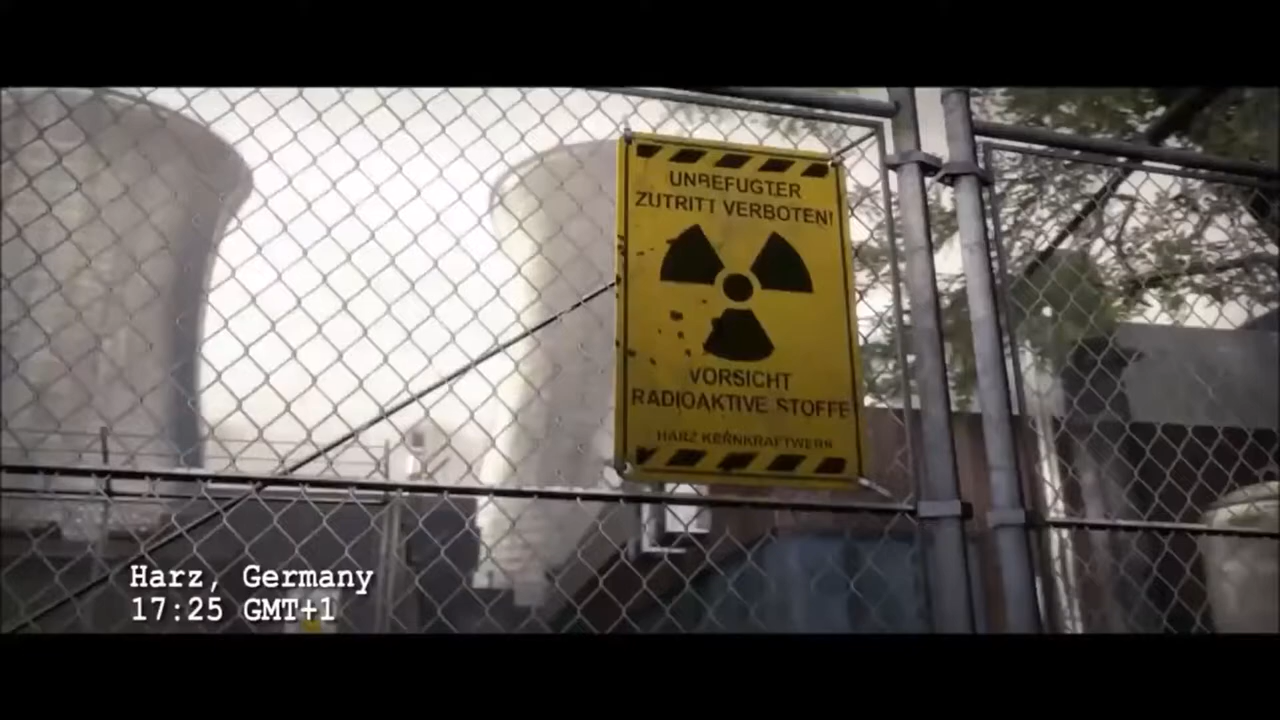 UNBEFUGTER
ZUTRITT VERBOTEN!
VORSICHT
RADIOAKTIVE STOFFE
HARZ KERNKRAFTWERK
Harz, Germany
17:25 GMT+1